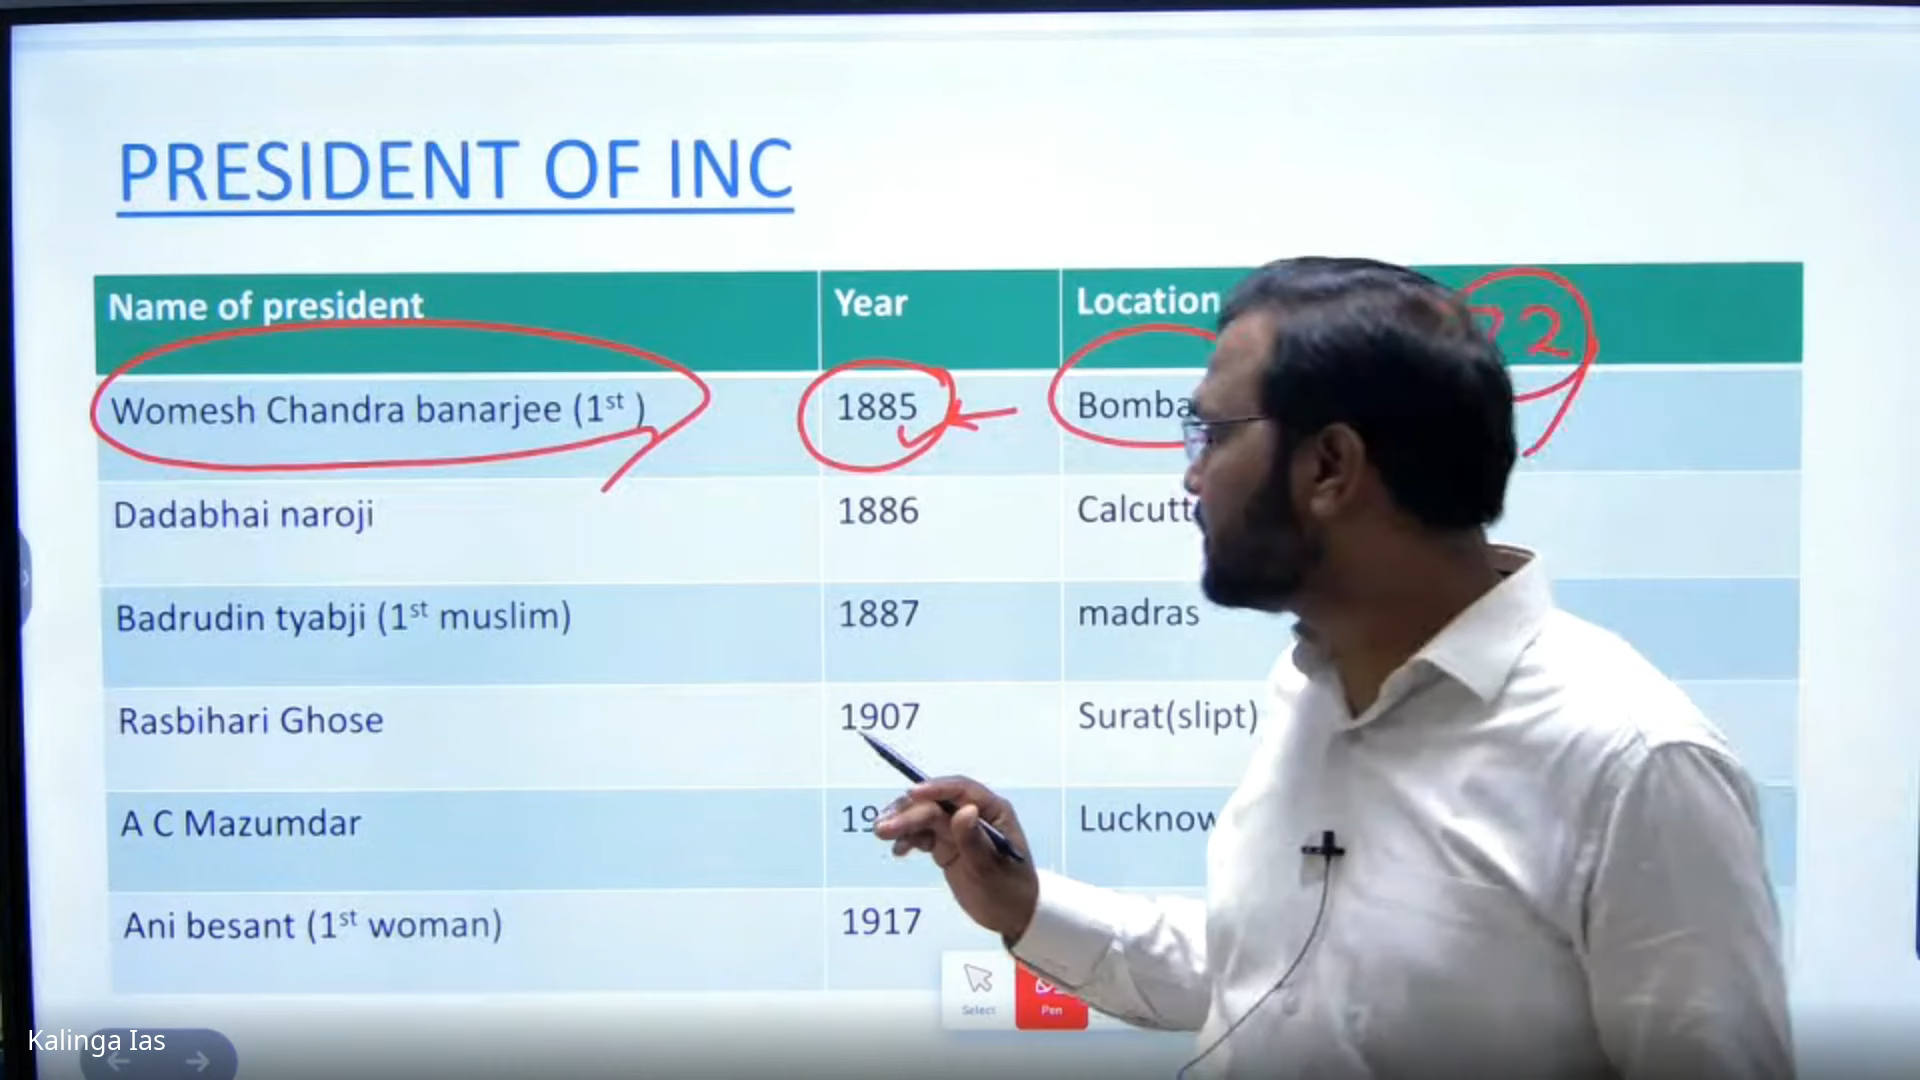 PRESIDENT OF INC
Name of president Year Location
72
Womesh Chandra banarjee (1st ) 1885
Dadabhai naroji 1886
Badrudin tyabji (1st muslim) 1887 madras
Rasbihari Ghose 1907 Surat(slipt)
A C Mazumdar Lucknow
Ani besant (1st woman) 1917
Select Pen
Kalinga Ias